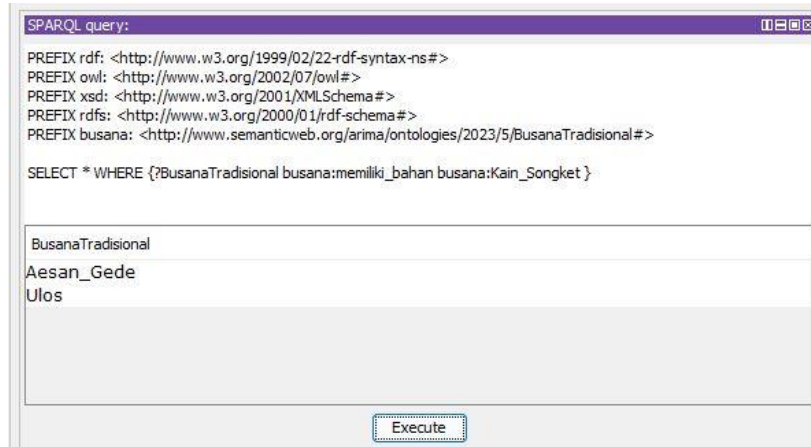 SPARQL query:
PREFIX rdf: <http://www.w3.org/1999/02/22-rdf-syntax-ns#>
PREFIX owl: <http://www.w3.org/2002/07/owl#>
PREFIX xsd: <http://www.w3.org/2001/XMLSchema#>
PREFIX rdfs: <http://www.w3.org/2000/01/rdf-schema#>
PREFIX busana: <http://www.semanticweb.org/arima/ontologies/2023/5/BusanaTradisional#>
SELECT * WHERE {?BusanaTradisional busana:memiliki_bahan busana:Kain_Songket }
BusanaTradisional
Aesan_Gede
Ulos
Execute